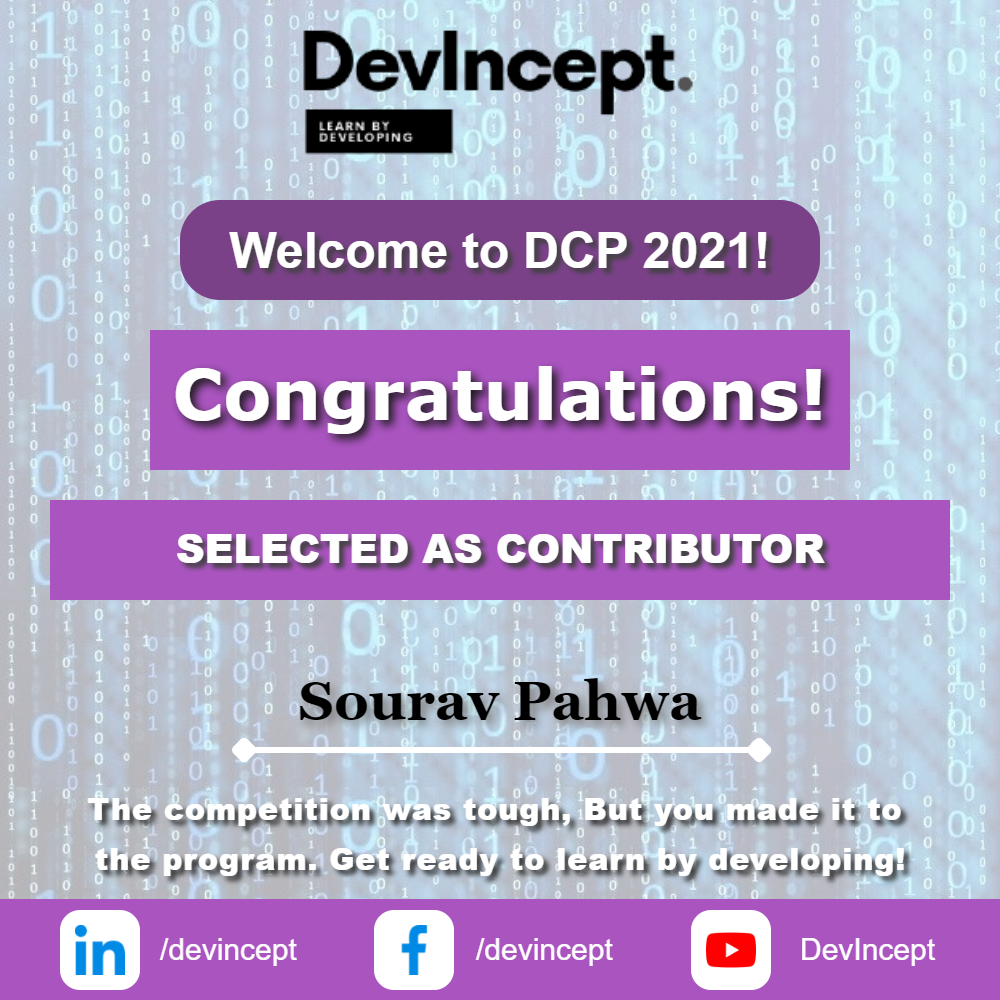 DevIncept.
LEARN BY
DEVELOPING
Welcome to DCP 2021!
Congratulations!
SELECTED AS CONTRIBUTOR
Sourav Pahwa
The competition was tough, But you made it to
the program. Get ready to learn by developing!
in /devincept f /devincept DevIncept